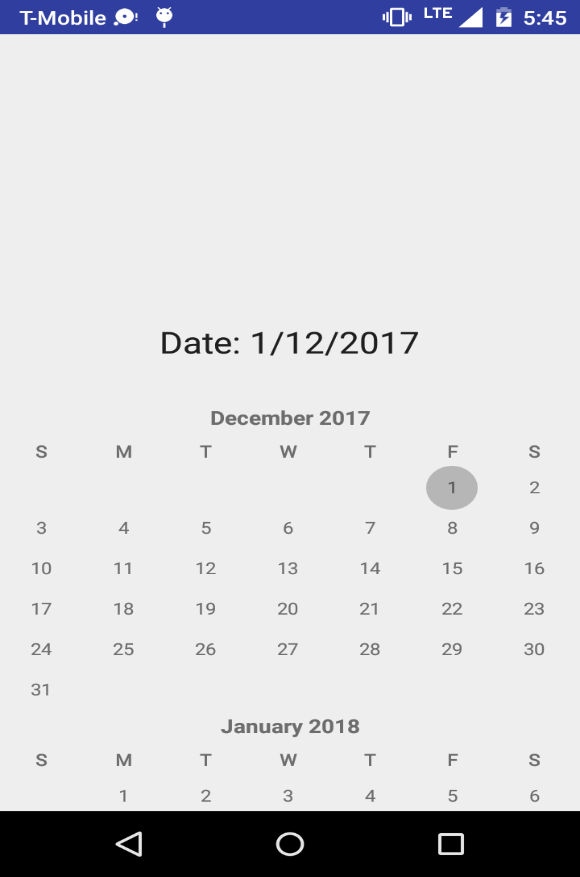 T-Mobile LTE 5:45
Date: 1/12/2017
December 2017
S M T W T F S
1 2
3 4 5 6 7 8 9
10 11 12 13 14 15 16
17 18 19 20 21 22 23
24 25 26 27 28 29 30
31
January 2018
S M T W T F S
1 2 3 4 5 6